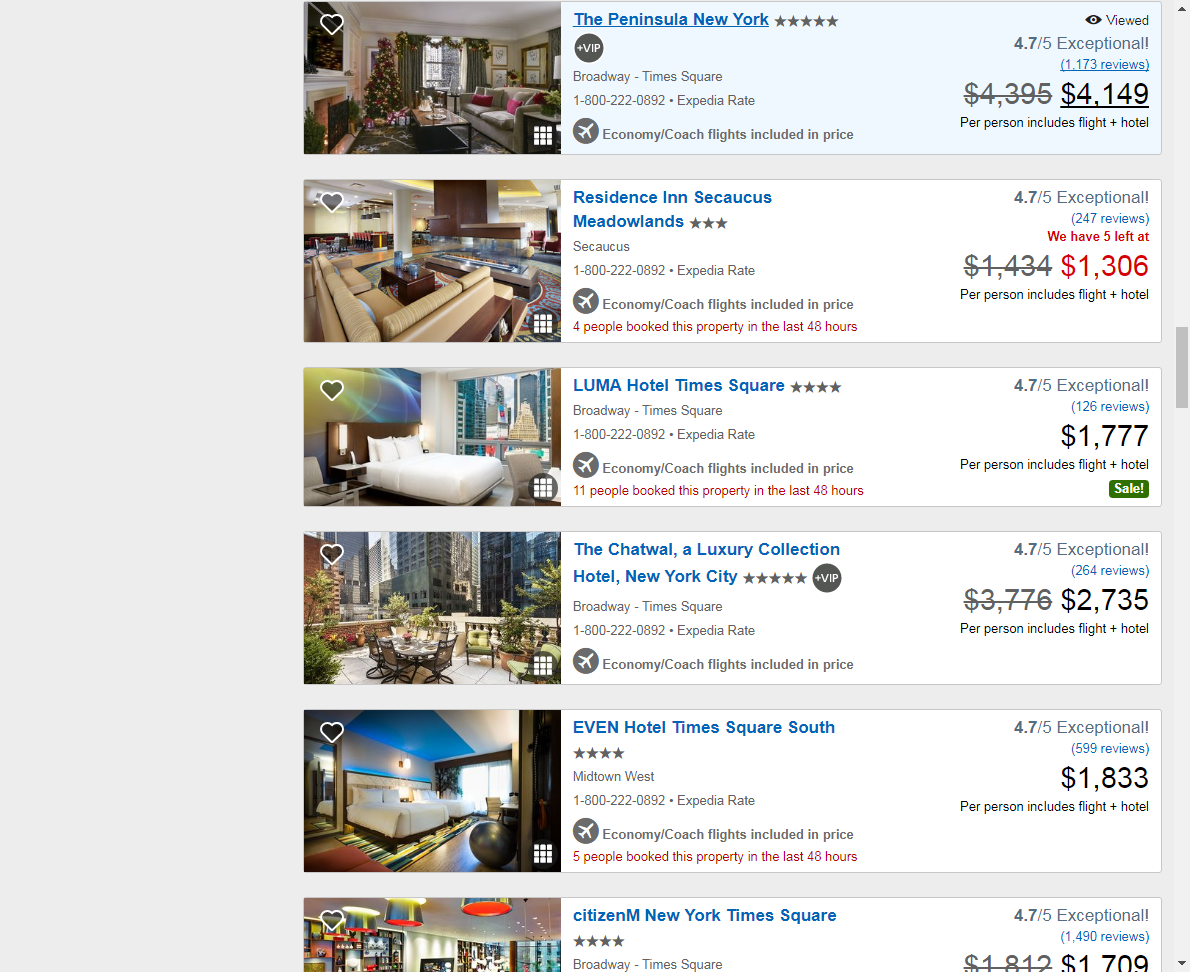 The Peninsula New York
Viewed
+VIP
4.7/5 Exceptional!
(1,173 reviews)
Broadway - Times Square
$4,395 $4,149
1-800-222-0892 • Expedia Rate
Per person includes flight + hotel
Economy/Coach flights included in price
Residence Inn Secaucus
Meadowlands
4.7/5 Exceptional!
(247 reviews)
We have 5 left at
Secaucus
$1,434 $1,306
1-800-222-0892 • Expedia Rate
Per person includes flight + hotel
Economy/Coach flights included in price
4 people booked this property in the last 48 hours
LUMA Hotel Times Square
4.7/5 Exceptional!
(126 reviews)
Broadway - Times Square
$1,777
1-800-222-0892 • Expedia Rate
Per person includes flight + hotel
Economy/Coach flights included in price
Sale!
11 people booked this property in the last 48 hours
The Chatwal, a Luxury Collection
Hotel, New York City +VIP
4.7/5 Exceptional!
(264 reviews)
$3,776 $2,735
Broadway - Times Square
1-800-222-0892 • Expedia Rate
Per person includes flight + hotel
Economy/Coach flights included in price
EVEN Hotel Times Square South
4.7/5 Exceptional!
(599 reviews)
Midtown West
$1,833
1-800-222-0892 • Expedia Rate
Per person includes flight + hotel
Economy/Coach flights included in price
5 people booked this property in the last 48 hours
citizenM New York Times Square
4.7/5 Exceptional!
(1,490 reviews)
Broadway - Times Square
$1,812 $1,709